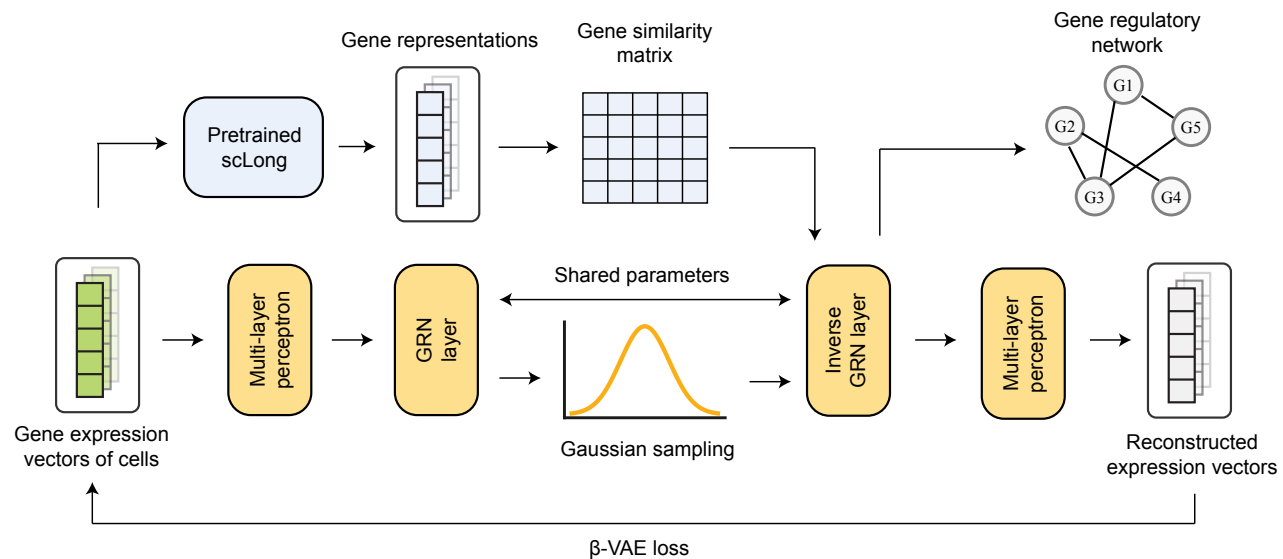 Gene representations
Gene similarity
matrix
Gene regulatory
network
Pretrained
scLong
G1
G2
G5
G3
G4
Shared parameters
Multi-layer
perceptron
GRN
layer
Inverse
GRN layer
Multi-layer
perceptron
Gene expression
vectors of cells
Gaussian sampling
Reconstructed
expression vectors
β-VAE loss